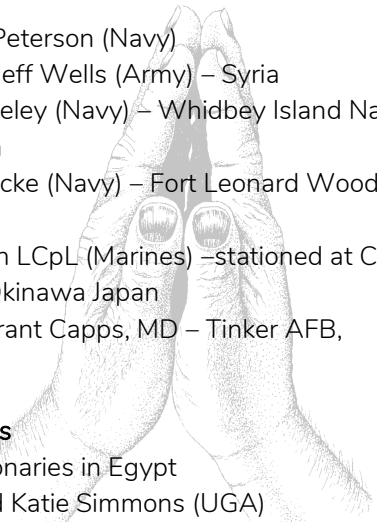 Peterson (Navy)
eff Wells (Army) – Syria
eley (Navy) – Whidbey Island Na
cke (Navy) – Fort Leonard Wood
LCpL (Marines) –stationed at C
kinawa Japan
rant Capps, MD – Tinker AFB,
s
onaries in Egypt
Katie Simmons (UGA)